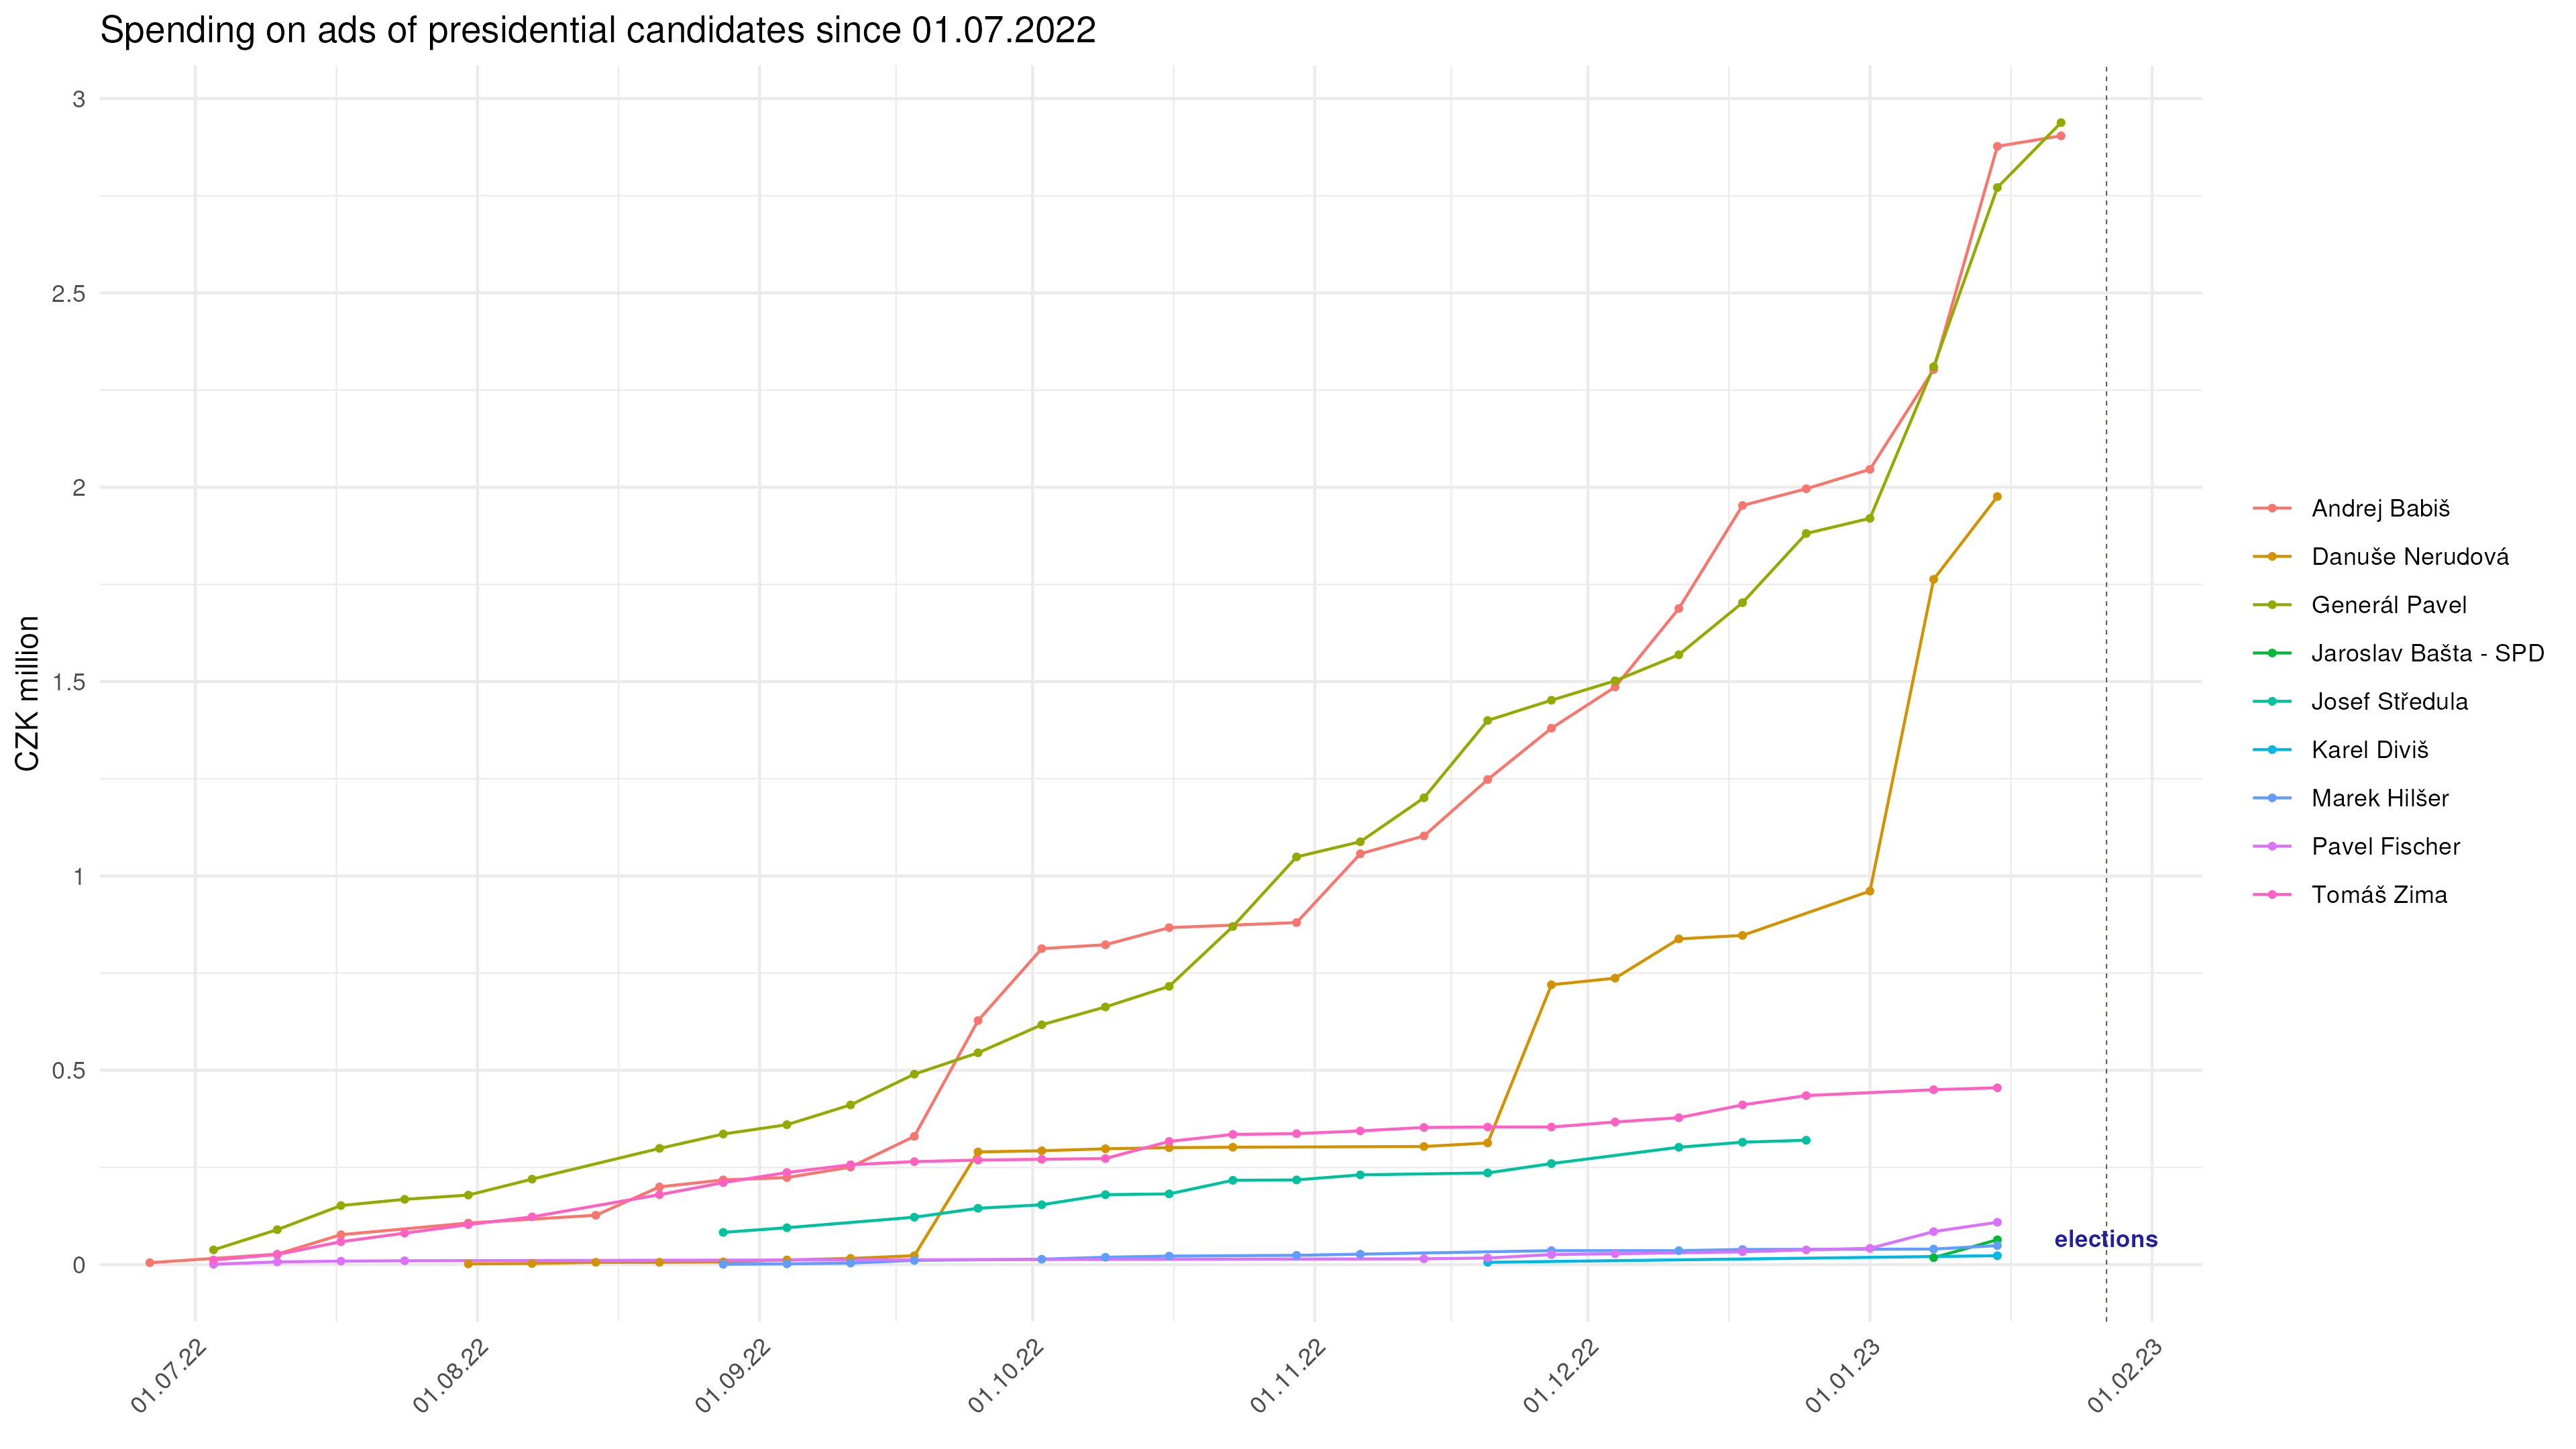 Spending on ads of presidential candidates since 01.07.2022
CZK million
3
2.5
2
1.5
1
0.5
0
01.07.22
01.08.22
01.09.22
01.10.22
01.11.22
01.12.22
01.01.23
01.02.23
elections
Andrej Babiš
Danuše Nerudová
Generál Pavel
Jaroslav Bašta - SPD
Josef Středula
Karel Diviš
Marek Hilšer
Pavel Fischer
Tomáš Zima